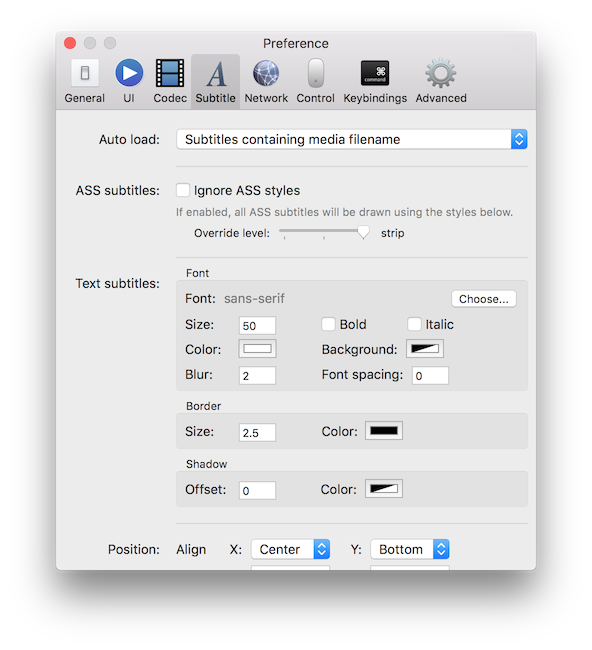 Preference
General UI Codec Subtitle Network Control Keybindings Advanced
⌘
command
Auto load: Subtitles containing media filename
ASS subtitles: Ignore ASS styles
If enabled, all ASS subtitles will be drawn using the styles below.
Override level: strip
Text subtitles:
Font
Font: sans-serif Choose...
Size: 50 Bold Italic
Color: Background:
Blur: 2 Font spacing: 0
Border
Size: 2.5 Color:
Shadow
Offset: 0 Color:
Position: Align X: Center Y: Bottom